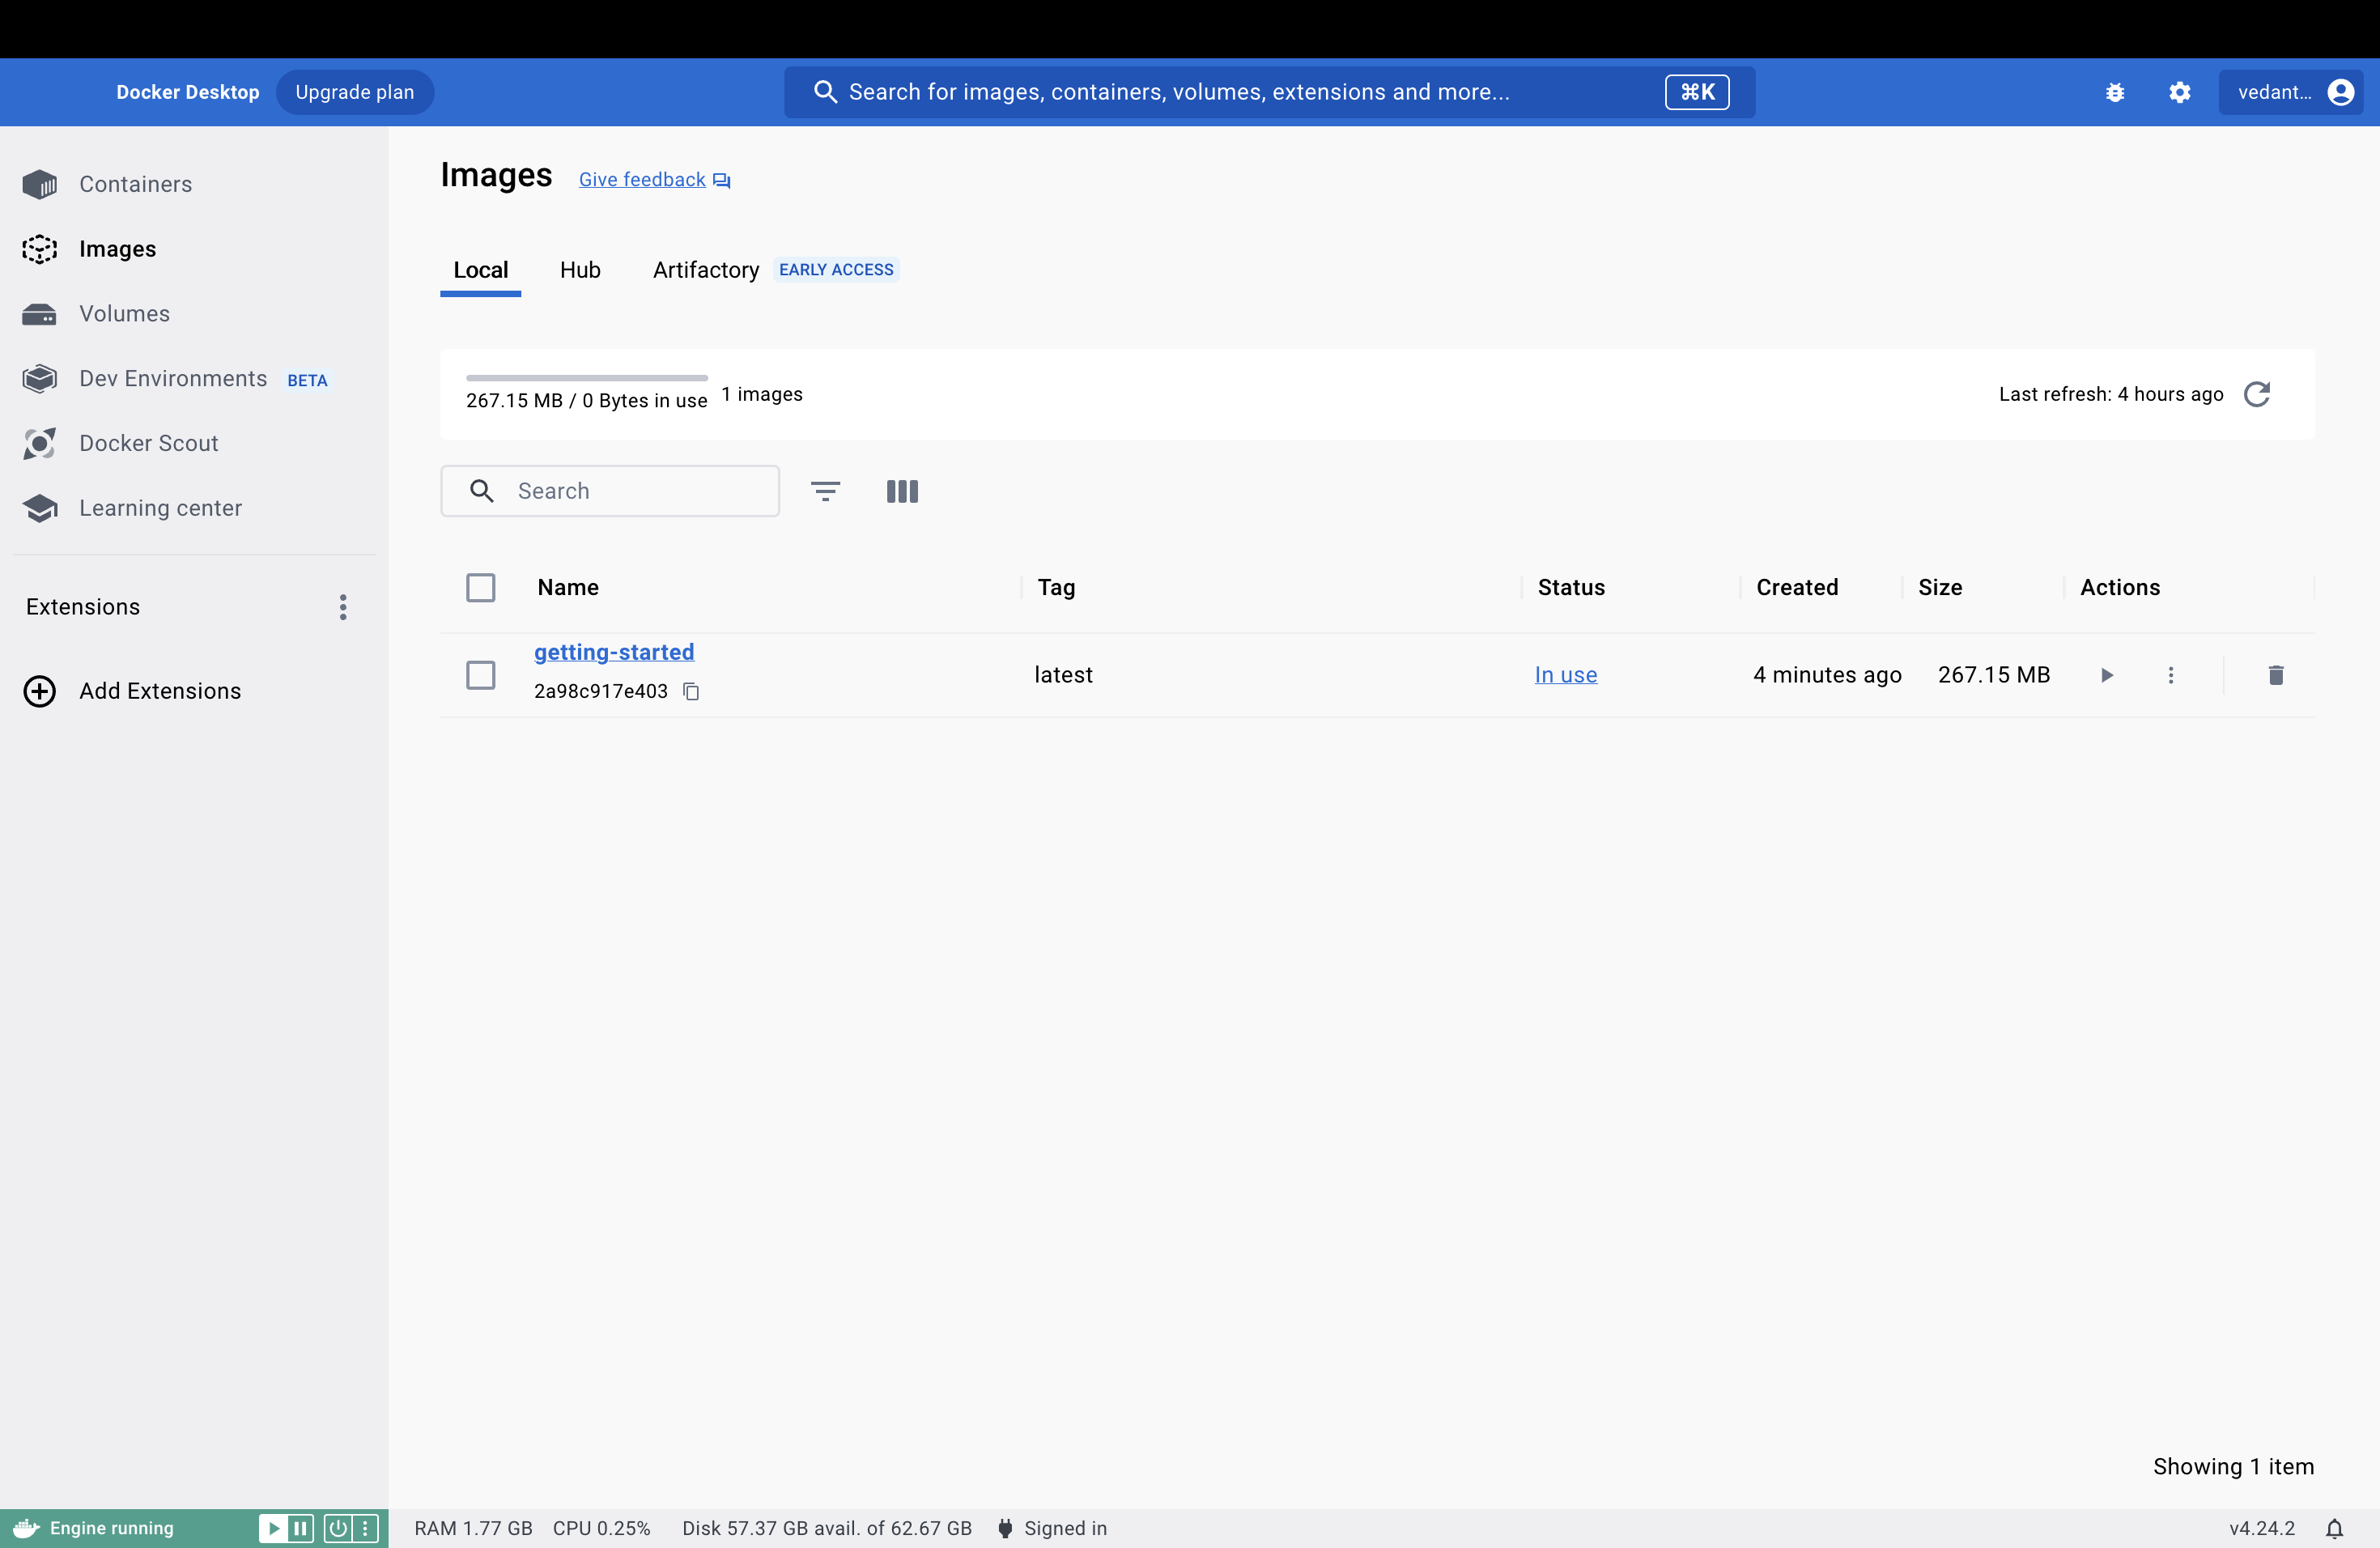 Docker Desktop Upgrade plan Search for images, containers, volumes, extensions and more... ⌘K vedant...
Containers
Images
Volumes
Dev Environments BETA
Docker Scout
Learning center
Extensions
Add Extensions
Images Give feedback
Local Hub Artifactory EARLY ACCESS
267.15 MB / 0 Bytes in use 1 images Last refresh: 4 hours ago
Search
Name Tag Status Created Size Actions
getting-started
2a98c917e403
latest In use 4 minutes ago 267.15 MB
Showing 1 item
Engine running RAM 1.77 GB CPU 0.25% Disk 57.37 GB avail. of 62.67 GB Signed in v4.24.2